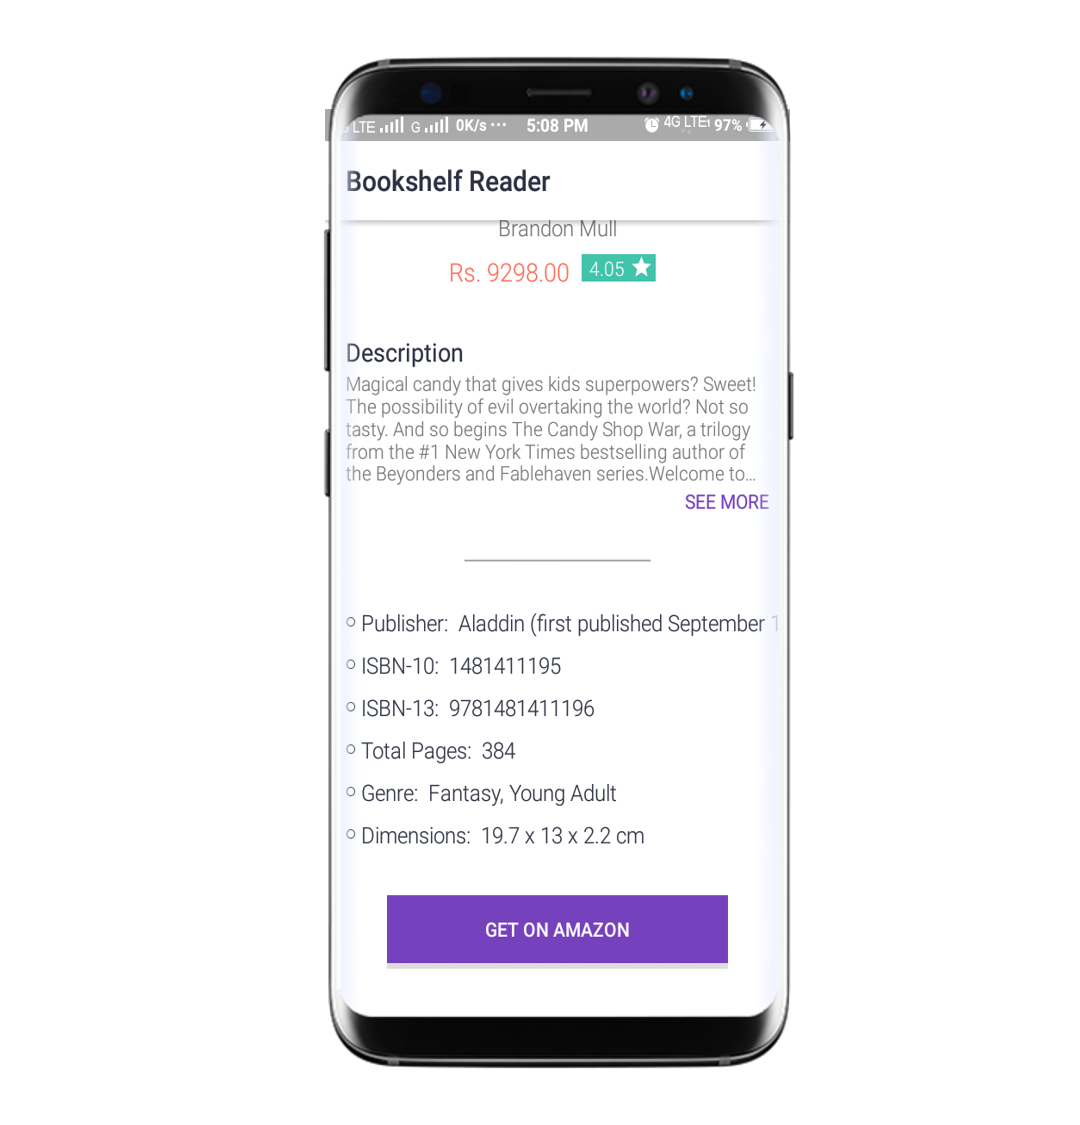 LTE G 0K/s ... 5:08 PM 4G LTE 97%
Bookshelf Reader
Brandon Mull
Rs. 9298.00 4.05
Description
Magical candy that gives kids superpowers? Sweet!
The possibility of evil overtaking the world? Not so
tasty. And so begins The Candy Shop War, a trilogy
from the #1 New York Times bestselling author of
the Beyonders and Fablehaven series.Welcome to...
SEE MORE
Publisher: Aladdin (first published September 1
ISBN-10: 1481411195
ISBN-13: 9781481411196
Total Pages: 384
Genre: Fantasy, Young Adult
Dimensions: 19.7 x 13 x 2.2 cm
GET ON AMAZON